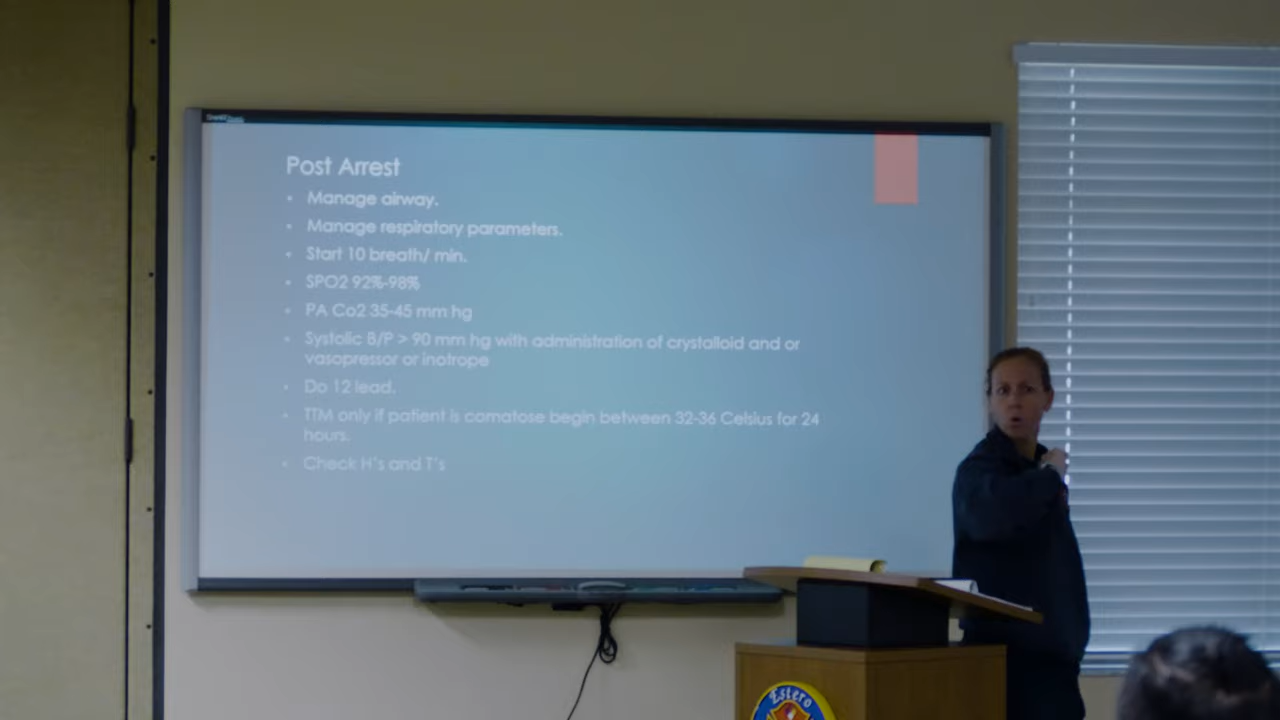 Post Arrest
• Manage airway.
• Manage respiratory parameters.
• Start 10 breath/ min.
• SPO2 92%-98%
• PA Co2 35-45 mm hg
• Systolic B/P > 90 mm hg with administration of crystalloid and or
vasopressor or inotrope
• Do 12 lead.
• TTM only if patient is comatose begin between 32-36 Celsius for 24
hours.
• Check H's and T's
Estero